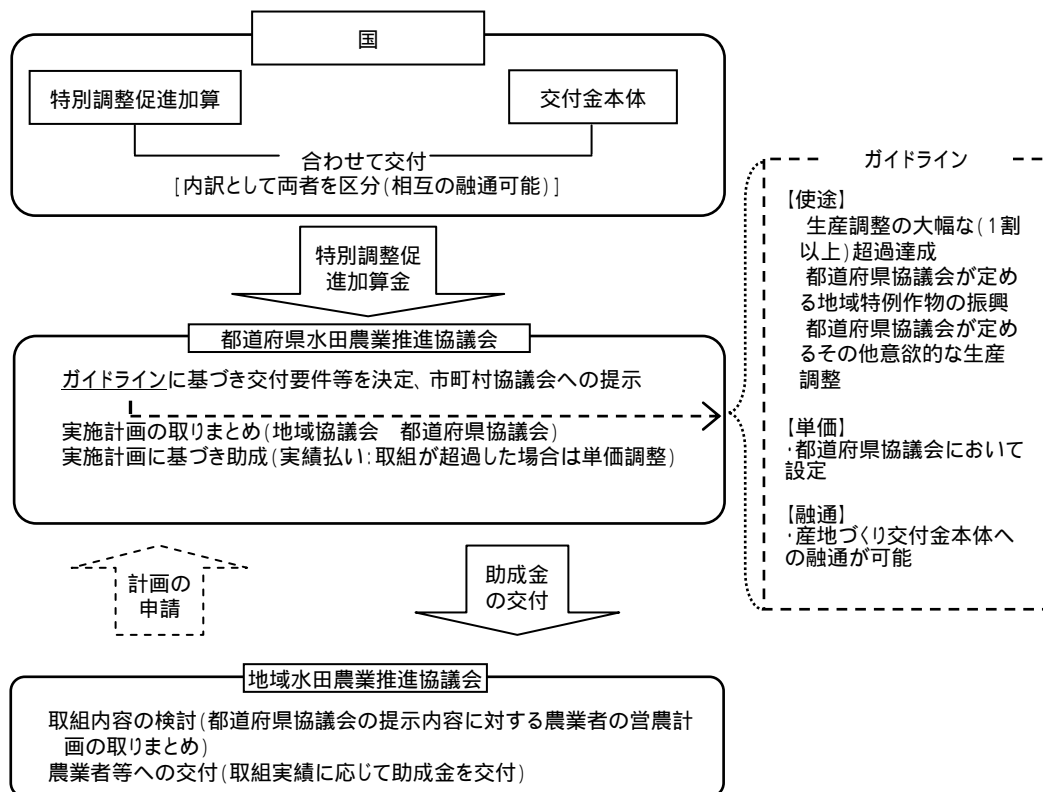 国
特別調整促進加算
交付金本体
合わせて交付
[内訳として両者を区分(相互の融通可能)]
特別調整促
進加算金
都道府県水田農業推進協議会
ガイドラインに基づき交付要件等を決定、市町村協議会への提示
実施計画の取りまとめ(地域協議会　都道府県協議会)
実施計画に基づき助成(実績払い:取組が超過した場合は単価調整)
ガイドライン
【使途】
生産調整の大幅な(1割
以上)超過達成
都道府県協議会が定め
る地域特例作物の振興
都道府県協議会が定め
るその他意欲的な生産
調整
【単価】
・都道府県協議会において
設定
【融通】
・産地づくり交付金本体へ
の融通が可能
計画の
申請
助成金
の交付
地域水田農業推進協議会
取組内容の検討(都道府県協議会の提示内容に対する農業者の営農計
画の取りまとめ)
農業者等への交付(取組実績に応じて助成金を交付)